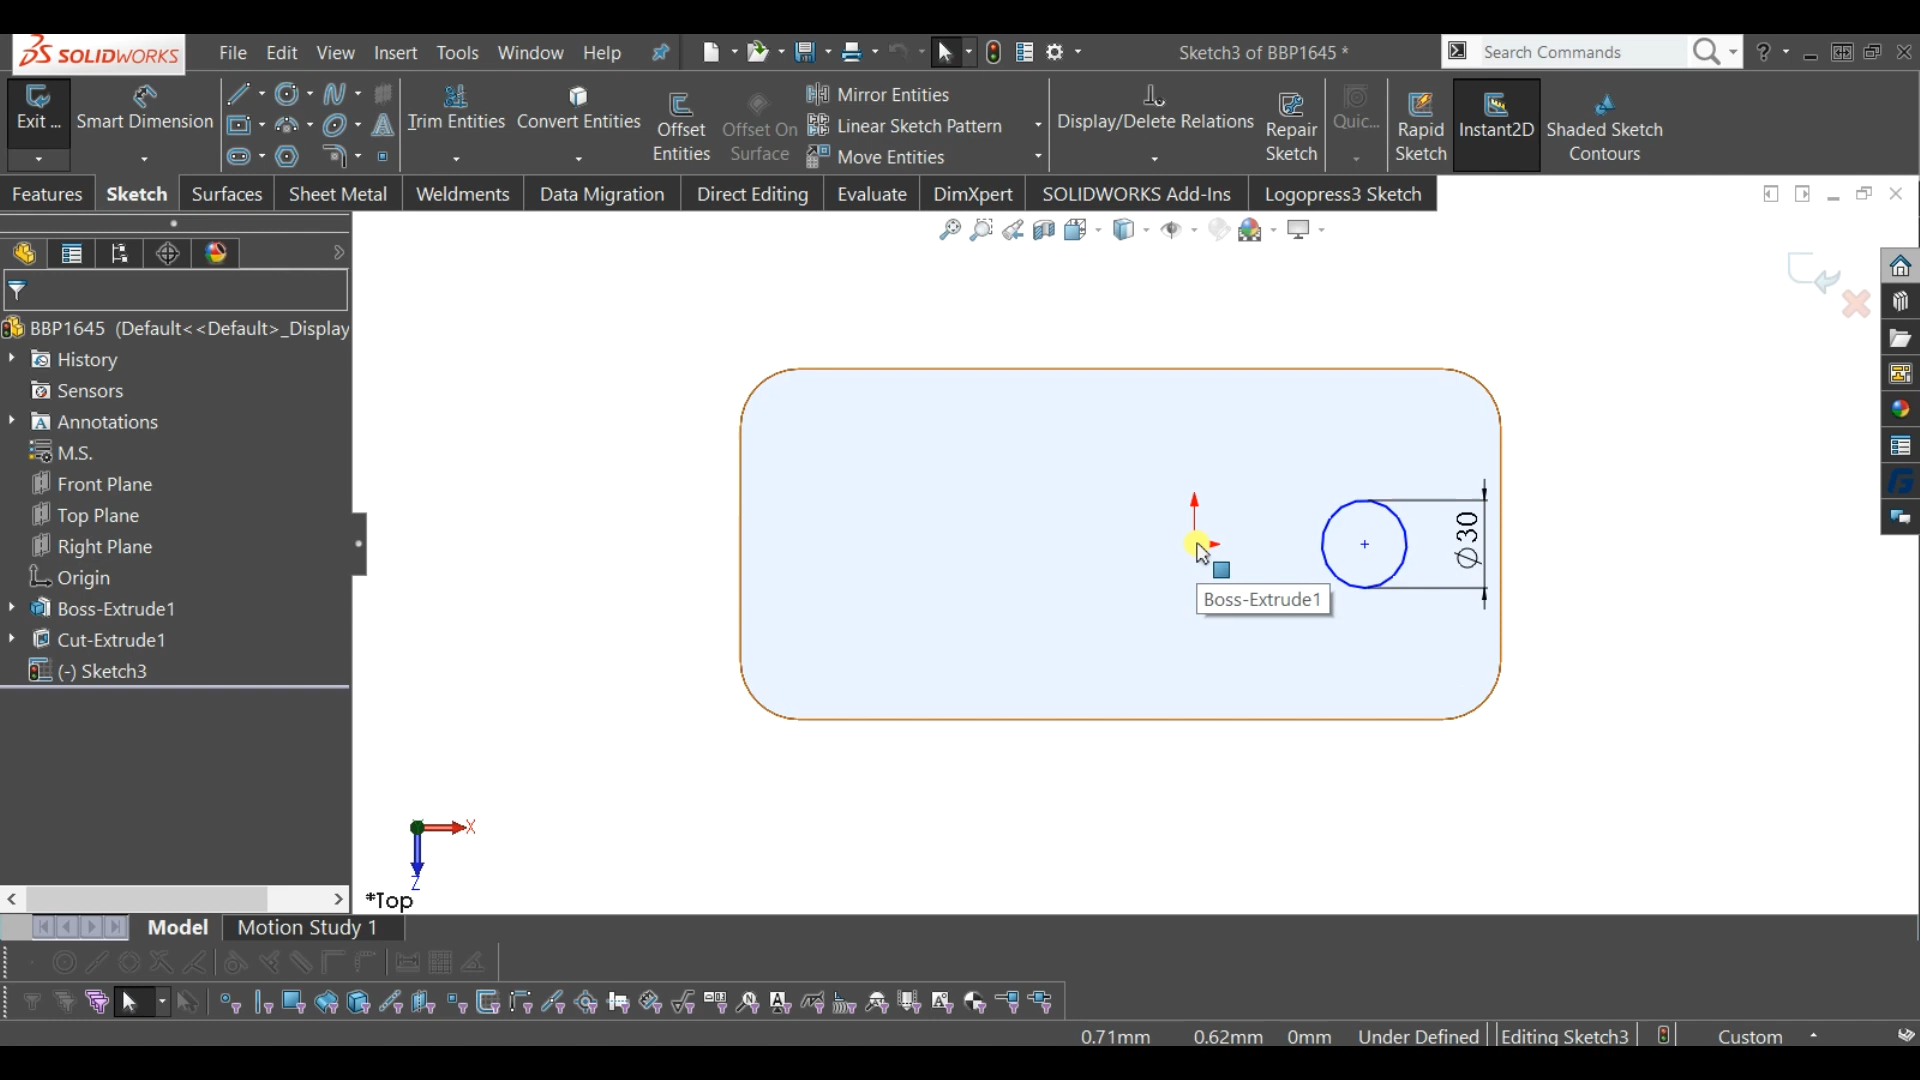 SOLIDWORKS File Edit View Insert Tools Window Help Sketch3 of BBP1645 * Search Commands
Exit ... Smart Dimension Trim Entities Convert Entities Offset Entities Offset On Surface Mirror Entities Linear Sketch Pattern Move Entities Display/Delete Relations Repair Sketch Quic... Rapid Sketch Instant2D Shaded Sketch Contours
Features Sketch Surfaces Sheet Metal Weldments Data Migration Direct Editing Evaluate DimXpert SOLIDWORKS Add-Ins Logopress3 Sketch
BBP1645 (Default<<Default>_Display
History
Sensors
Annotations
M.S.
Front Plane
Top Plane
Right Plane
Origin
Boss-Extrude1
Cut-Extrude1
(-) Sketch3
∅30
Boss-Extrude1
X
Z
*Top
Model Motion Study 1
0.71mm 0.62mm 0mm Under Defined Editing Sketch3 Custom